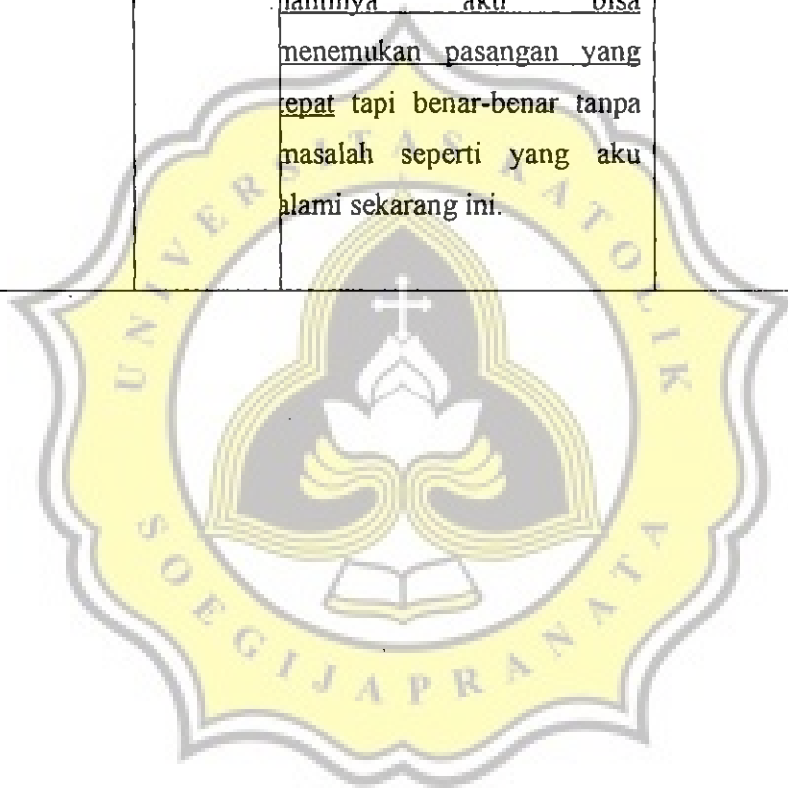 nantinya aku bisa
menemukan pasangan yang
tepat tapi benar-benar tanpa
masalah seperti yang aku
alami sekarang ini.
UNIVERSITAS KATOLIK
SOEGIJAPRANATA